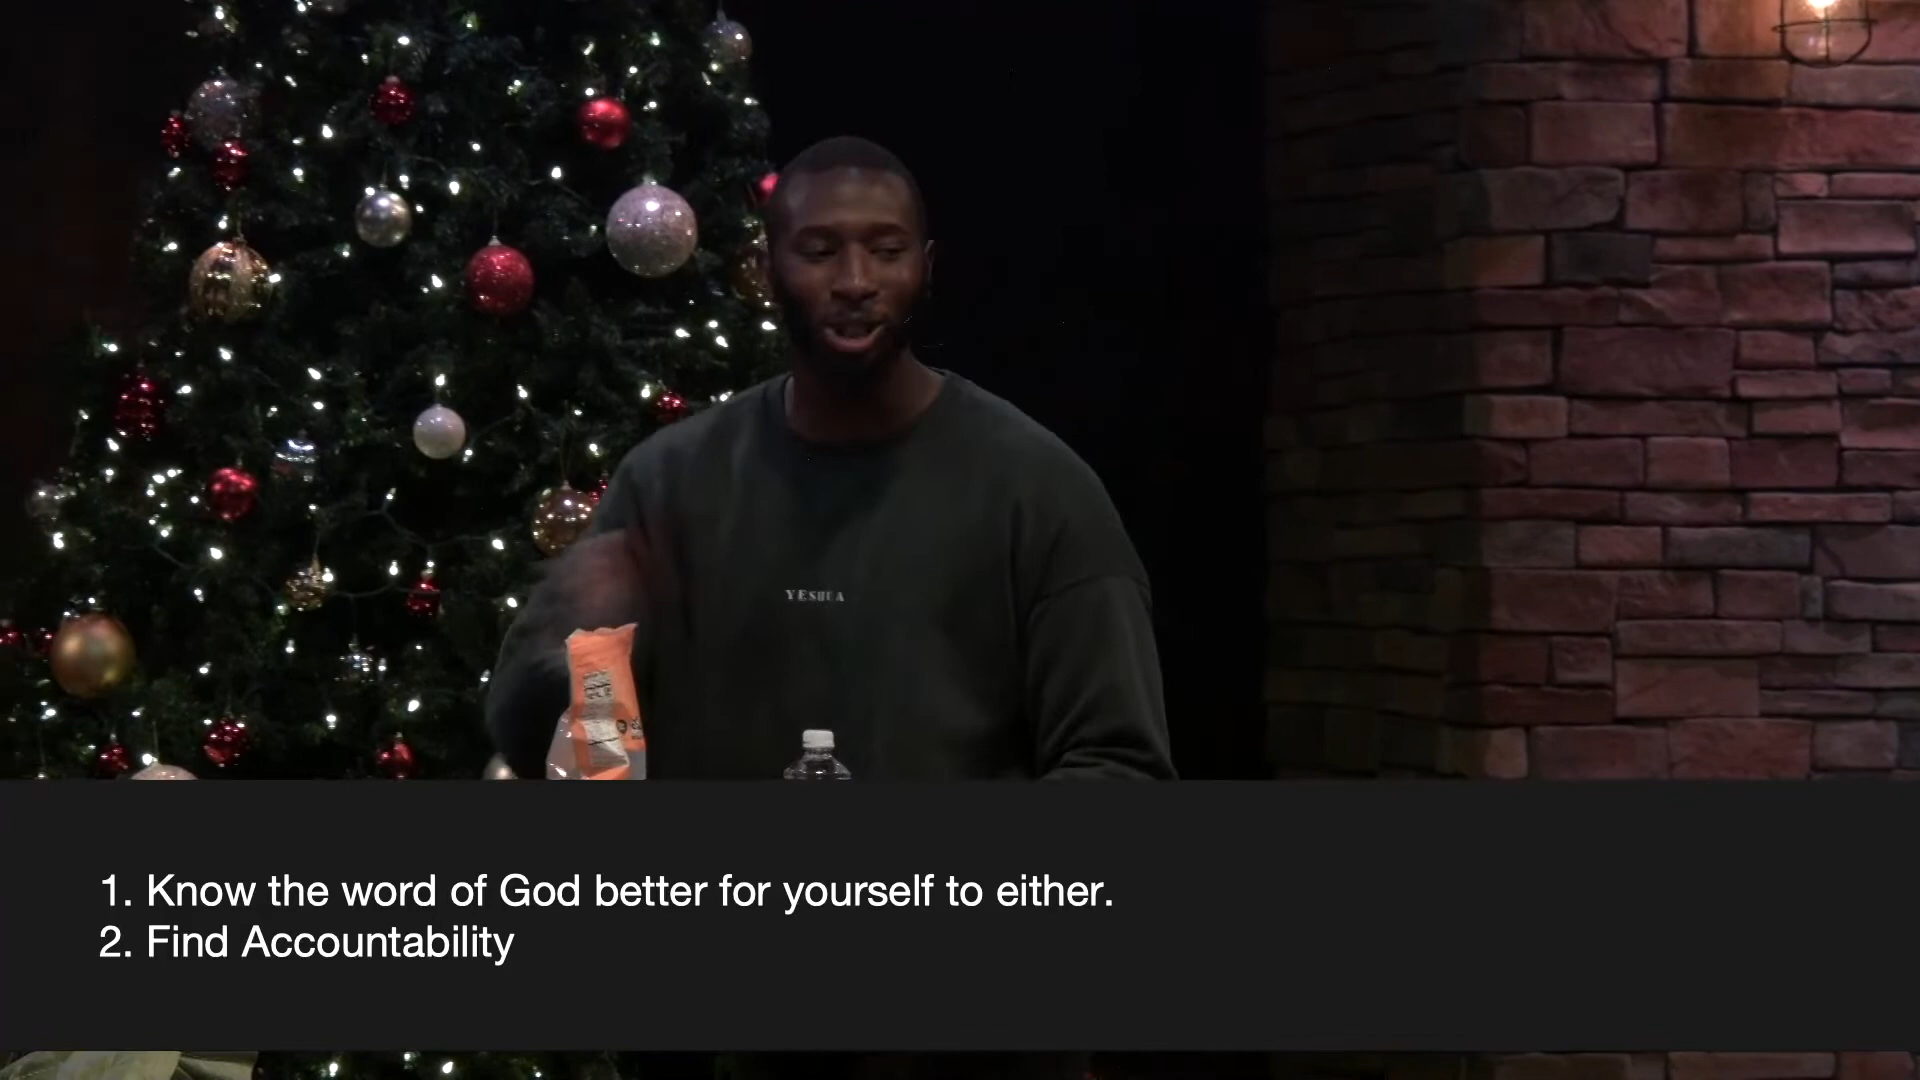 YESHUA
1. Know the word of God better for yourself to either.
2. Find Accountability